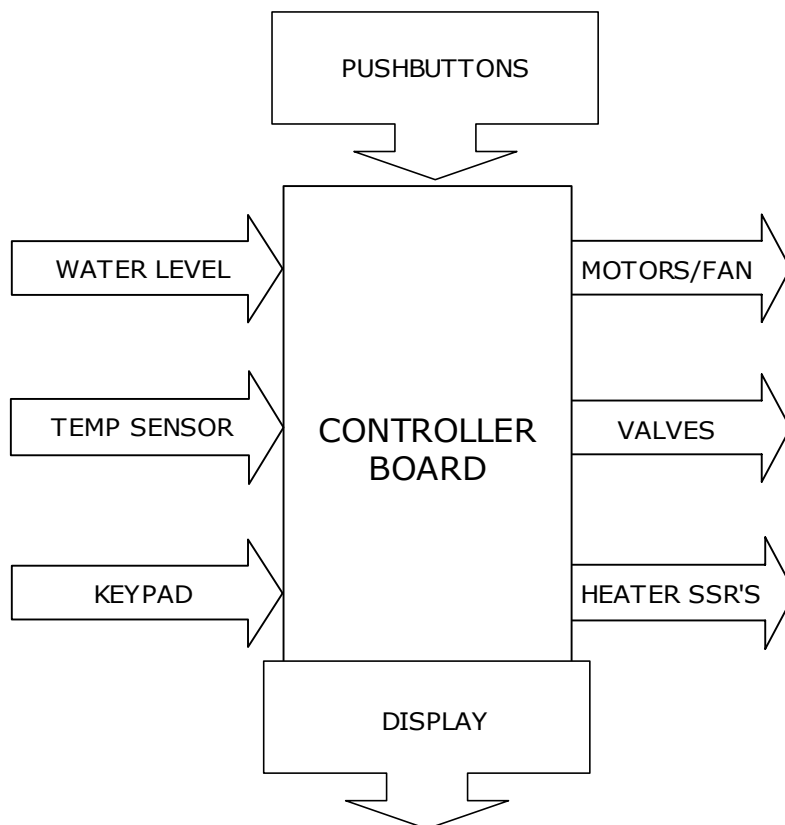 PUSHBUTTONS
WATER LEVEL
MOTORS/FAN
TEMP SENSOR
CONTROLLER
BOARD
VALVES
KEYPAD
HEATER SSR'S
DISPLAY